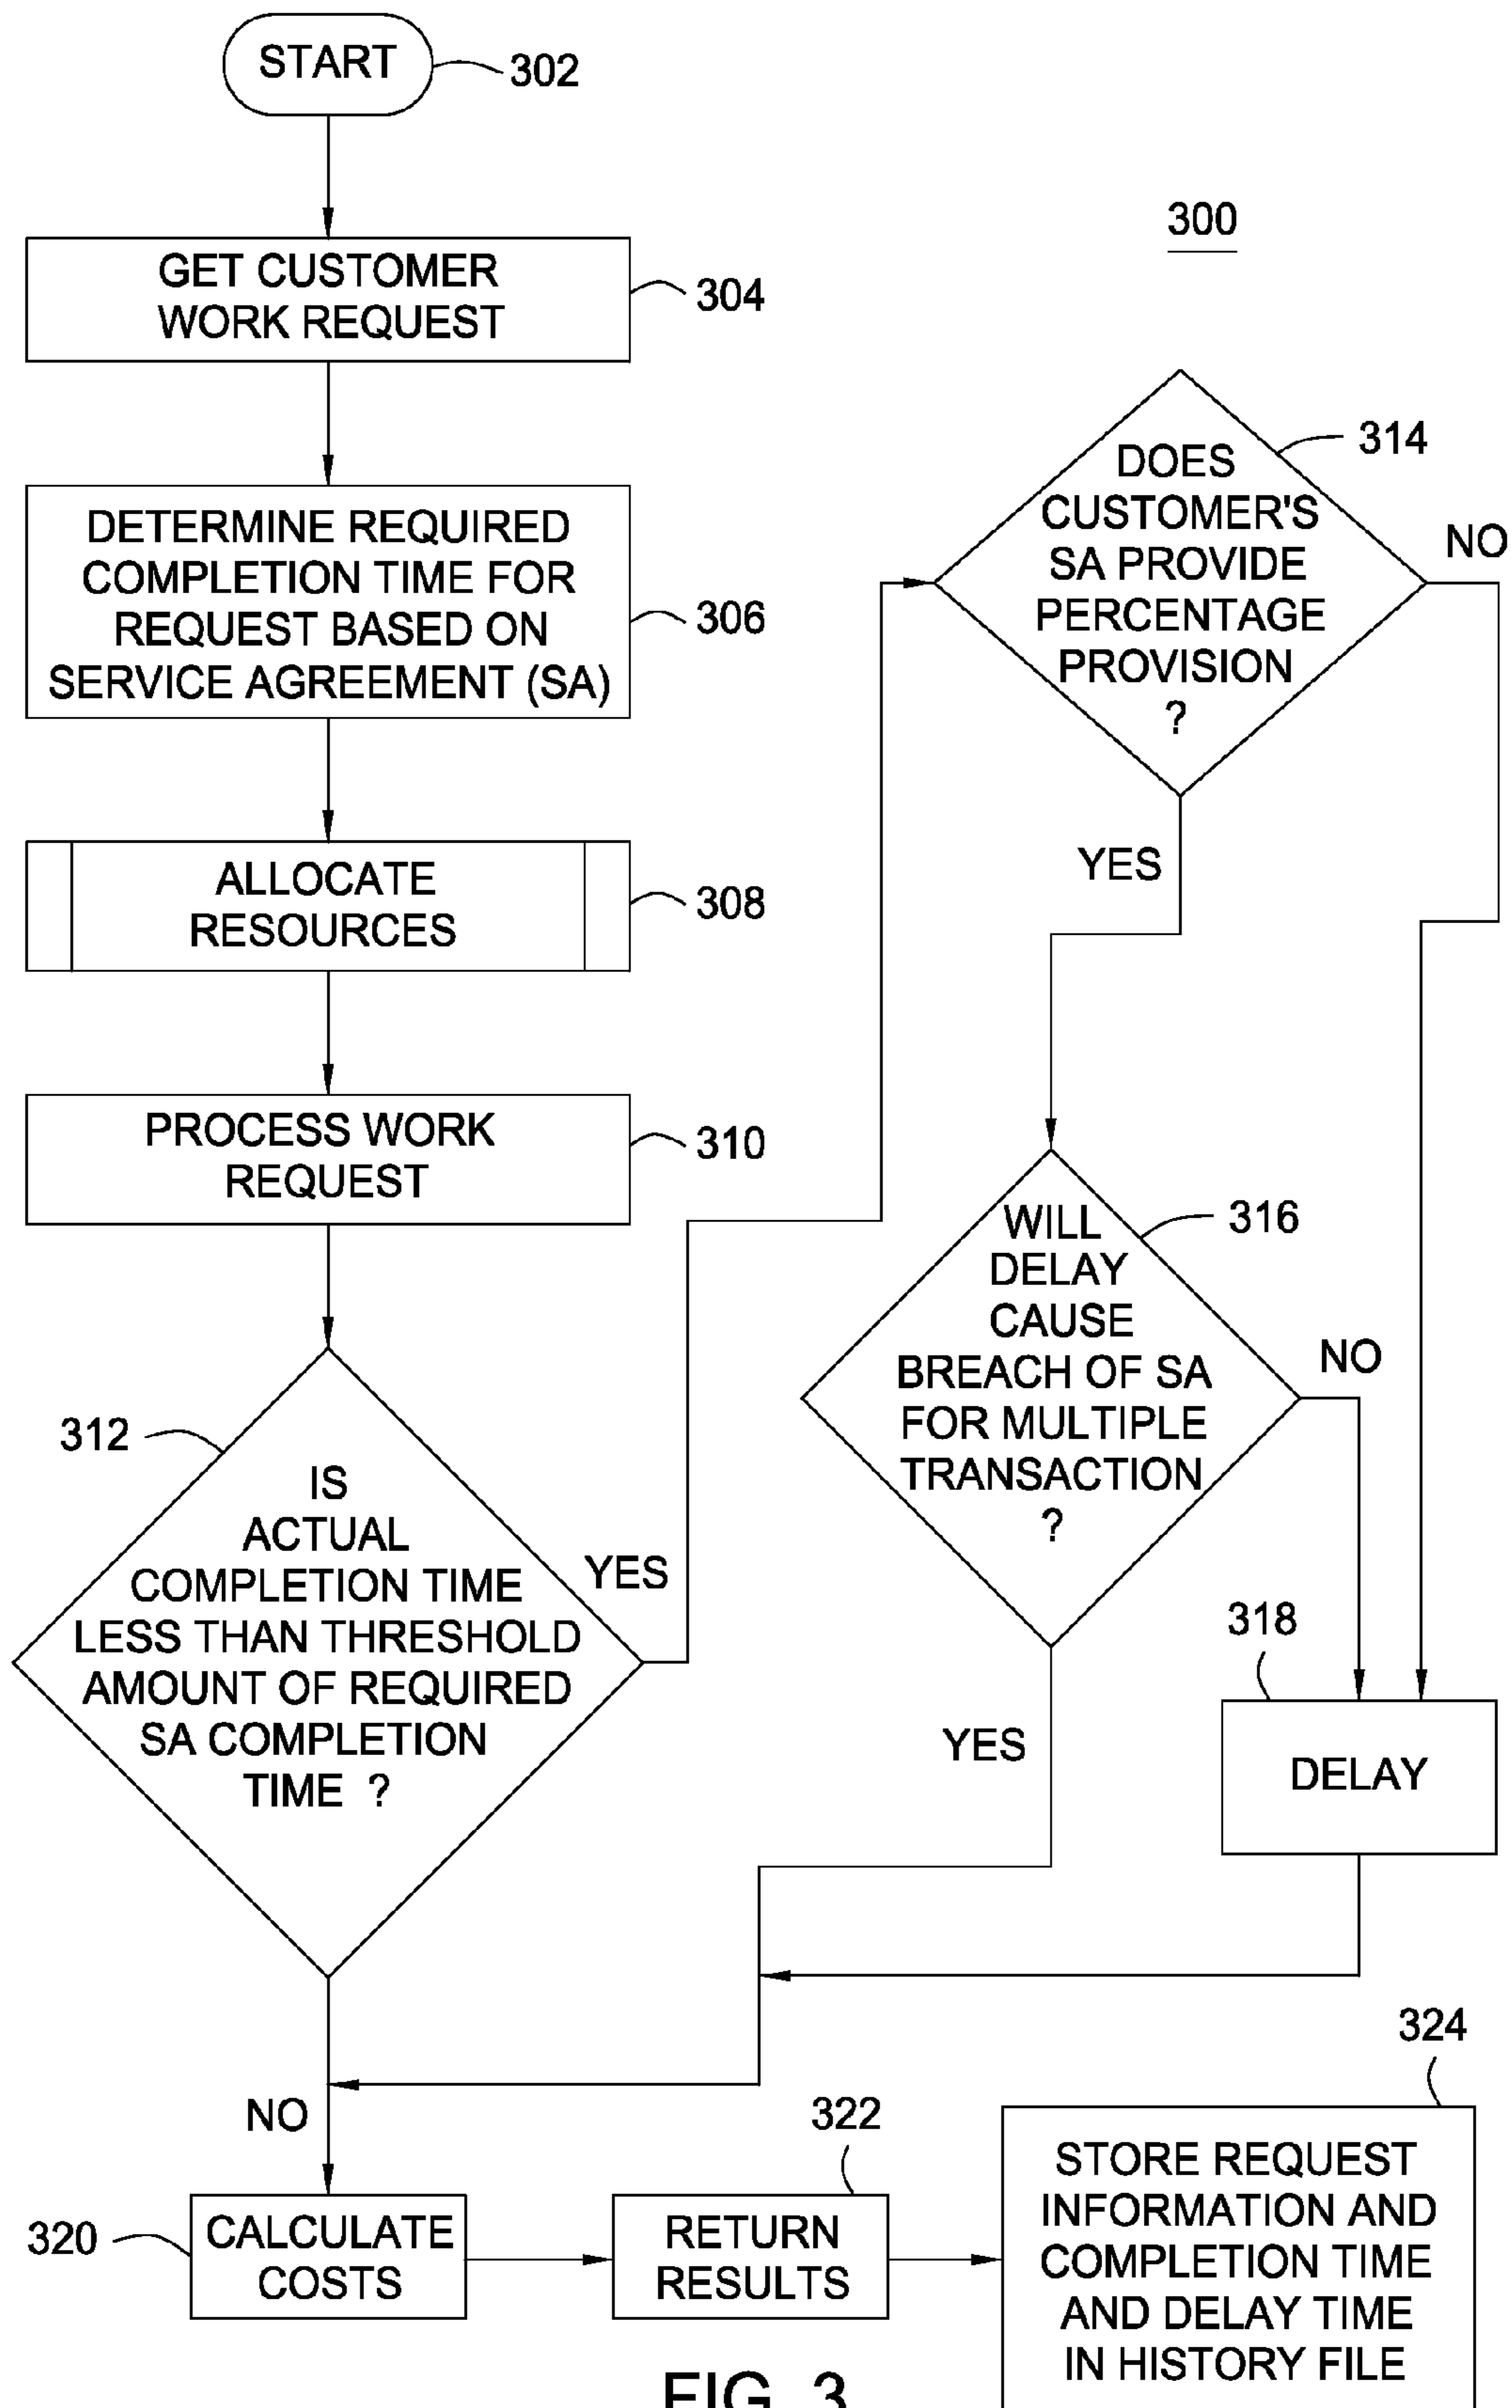 START
302
300
GET CUSTOMER
WORK REQUEST
304
DETERMINE REQUIRED
COMPLETION TIME FOR
REQUEST BASED ON
SERVICE AGREEMENT (SA)
306
ALLOCATE
RESOURCES
308
PROCESS WORK
REQUEST
310
312
IS
ACTUAL
COMPLETION TIME
LESS THAN THRESHOLD
AMOUNT OF REQUIRED
SA COMPLETION
TIME ?
YES
NO
314
DOES
CUSTOMER'S
SA PROVIDE
PERCENTAGE
PROVISION
?
NO
YES
316
WILL
DELAY
CAUSE
BREACH OF SA
FOR MULTIPLE
TRANSACTION
?
NO
YES
318
DELAY
320
CALCULATE
COSTS
322
RETURN
RESULTS
324
STORE REQUEST
INFORMATION AND
COMPLETION TIME
AND DELAY TIME
IN HISTORY FILE
FIG. 3